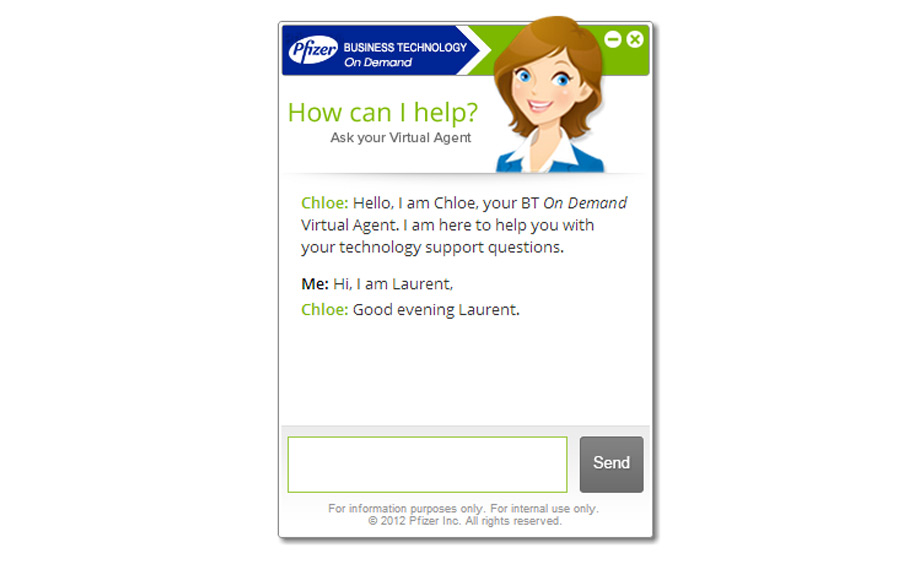 Pfizer BUSINESS TECHNOLOGY
On Demand
How can I help?
Ask your Virtual Agent
Chloe: Hello, I am Chloe, your BT On Demand
Virtual Agent. I am here to help you with
your technology support questions.
Me: Hi, I am Laurent,
Chloe: Good evening Laurent.
Send
For information purposes only. For internal use only.
© 2012 Pfizer Inc. All rights reserved.